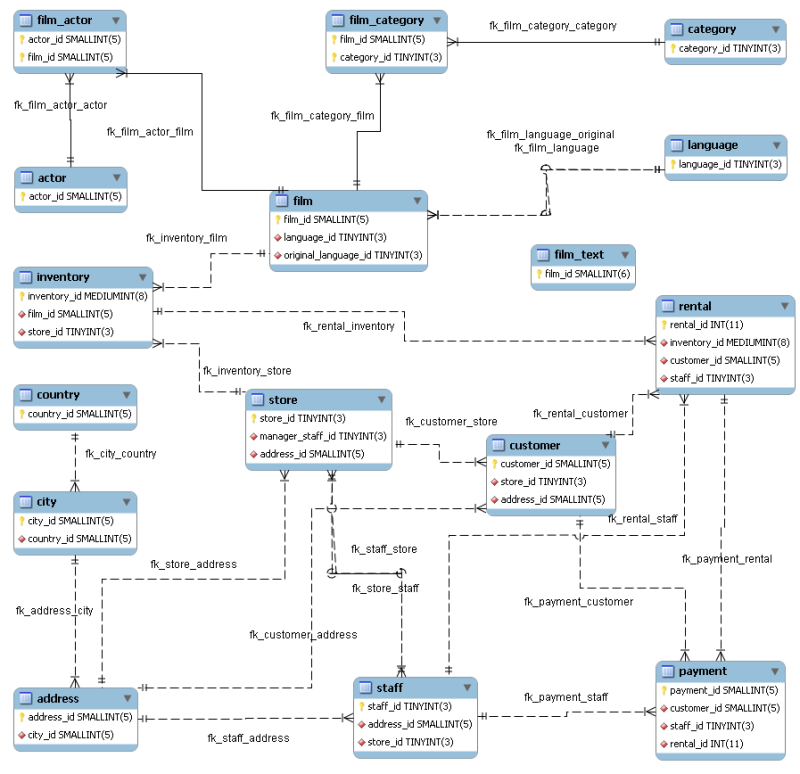 film_actor
actor_id SMALLINT(5)
film_id SMALLINT(5)
film_category
film_id SMALLINT(5)
category_id TINYINT(3)
fk_film_category_category
category
category_id TINYINT(3)
fk_film_actor_actor
fk_film_actor_film
fk_film_category_film
fk_film_language_original
fk_film_language
language
language_id TINYINT(3)
actor
actor_id SMALLINT(5)
film
film_id SMALLINT(5)
language_id TINYINT(3)
original_language_id TINYINT(3)
fk_inventory_film
film_text
film_id SMALLINT(6)
inventory
inventory_id MEDIUMINT(8)
film_id SMALLINT(5)
store_id TINYINT(3)
fk_rental_inventory
rental
rental_id INT(11)
inventory_id MEDIUMINT(8)
customer_id SMALLINT(5)
staff_id TINYINT(3)
fk_inventory_store
country
country_id SMALLINT(5)
store
store_id TINYINT(3)
manager_staff_id TINYINT(3)
address_id SMALLINT(5)
fk_customer_store
fk_rental_customer
customer
customer_id SMALLINT(5)
store_id TINYINT(3)
address_id SMALLINT(5)
fk_city_country
city
city_id SMALLINT(5)
country_id SMALLINT(5)
fk_rental_staff
fk_staff_store
fk_store_address
fk_store_staff
fk_payment_rental
fk_address_city
fk_payment_customer
fk_customer_address
address
address_id SMALLINT(5)
city_id SMALLINT(5)
fk_staff_address
staff
staff_id TINYINT(3)
address_id SMALLINT(5)
store_id TINYINT(3)
fk_payment_staff
payment
payment_id SMALLINT(5)
customer_id SMALLINT(5)
staff_id TINYINT(3)
rental_id INT(11)